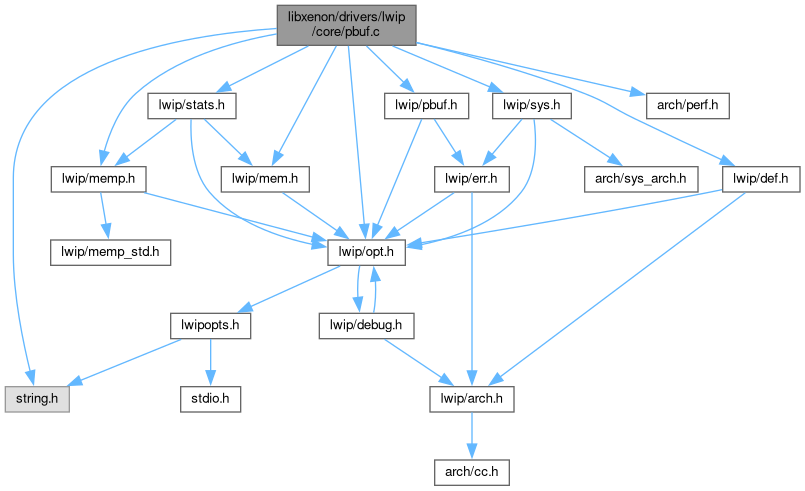 libxenon/drivers/lwip
/core/pbuf.c
lwip/stats.h
lwip/pbuf.h
lwip/sys.h
arch/perf.h
lwip/memp.h
lwip/mem.h
lwip/err.h
arch/sys_arch.h
lwip/def.h
lwip/memp_std.h
lwip/opt.h
lwipopts.h
lwip/debug.h
string.h
stdio.h
lwip/arch.h
arch/cc.h